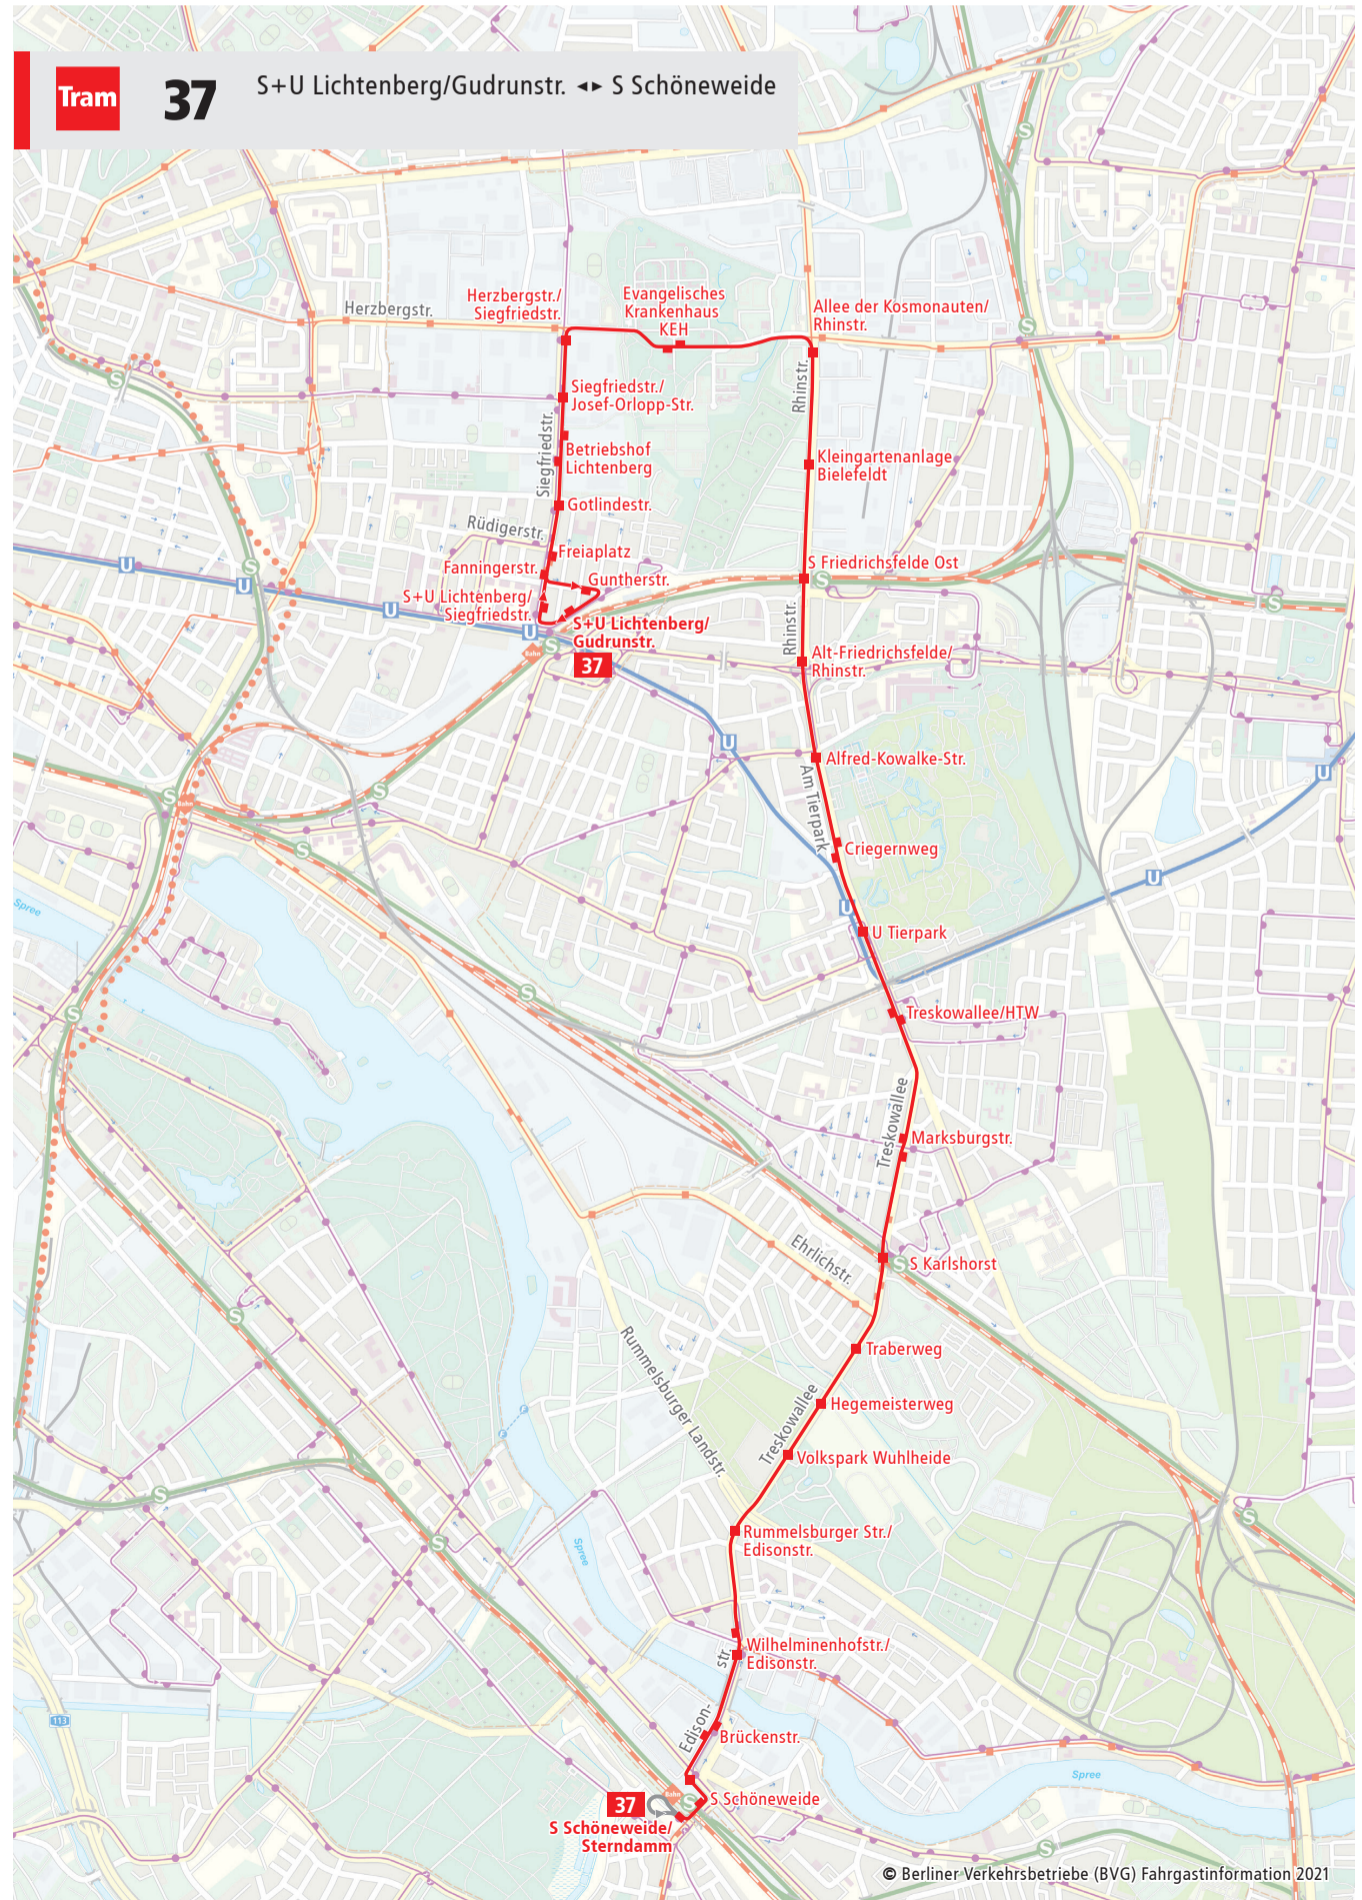 Tram
37
S+U Lichtenberg/Gudrunstr. ◄► S Schöneweide
Herzbergstr.
Herzbergstr./
Siegfriedstr.
Evangelisches
Krankenhaus
KEH
Allee der Kosmonauten/
Rhinstr.
Rhinstr.
Siegfriedstr./
Josef-Orlopp-Str.
Siegfriedstr.
Betriebshof
Lichtenberg
Kleingartenanlage
Bielefeldt
Gotlindestr.
Rüdigerstr.
Freiaplatz
Fanningerstr.
Guntherstr.
S Friedrichsfelde Ost
S
S+U Lichtenberg/
Siegfriedstr.
S+U Lichtenberg/
Gudrunstr.
37
Rhinstr.
Alt-Friedrichsfelde/
Rhinstr.
U
U
U
U
S
Bahn
S
S
S
S
S
S
U
Alfred-Kowalke-Str.
U
Am Tierpark
S
S
Bahn
S
Criegernweg
U
U
U Tierpark
Spree
S
S
Treskowallee/HTW
Treskowallee
Marksburgstr.
Ehrlichstr.
S
S Karlshorst
S
Rummelsburger Landstr.
Traberweg
Treskowallee
Hegemeisterweg
Volkspark Wuhlheide
F
F
S
S
S
Rummelsburger Str./
Edisonstr.
Spree
Wilhelminenhofstr./
Edisonstr.
Edison-
str.
113
Brückenstr.
Spree
Bahn
S
37
S Schöneweide
S Schöneweide/
Sterndamm
S
© Berliner Verkehrsbetriebe (BVG) Fahrgastinformation 2021